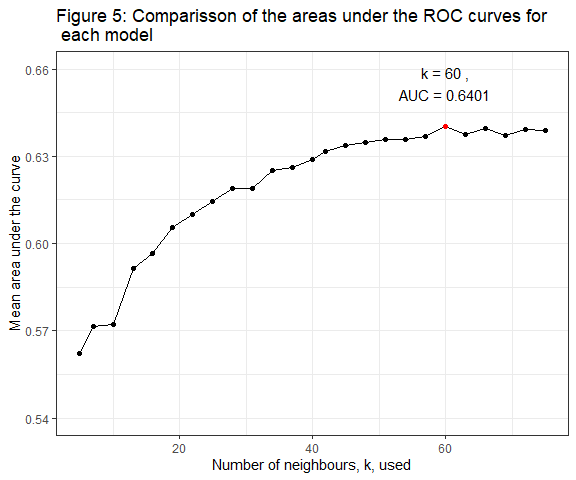 Figure 5: Comparisson of the areas under the ROC curves for
each model
k = 60 ,
AUC = 0.6401
0.66
0.63
0.60
0.57
0.54
Mean area under the curve
20 40 60
Number of neighbours, k, used